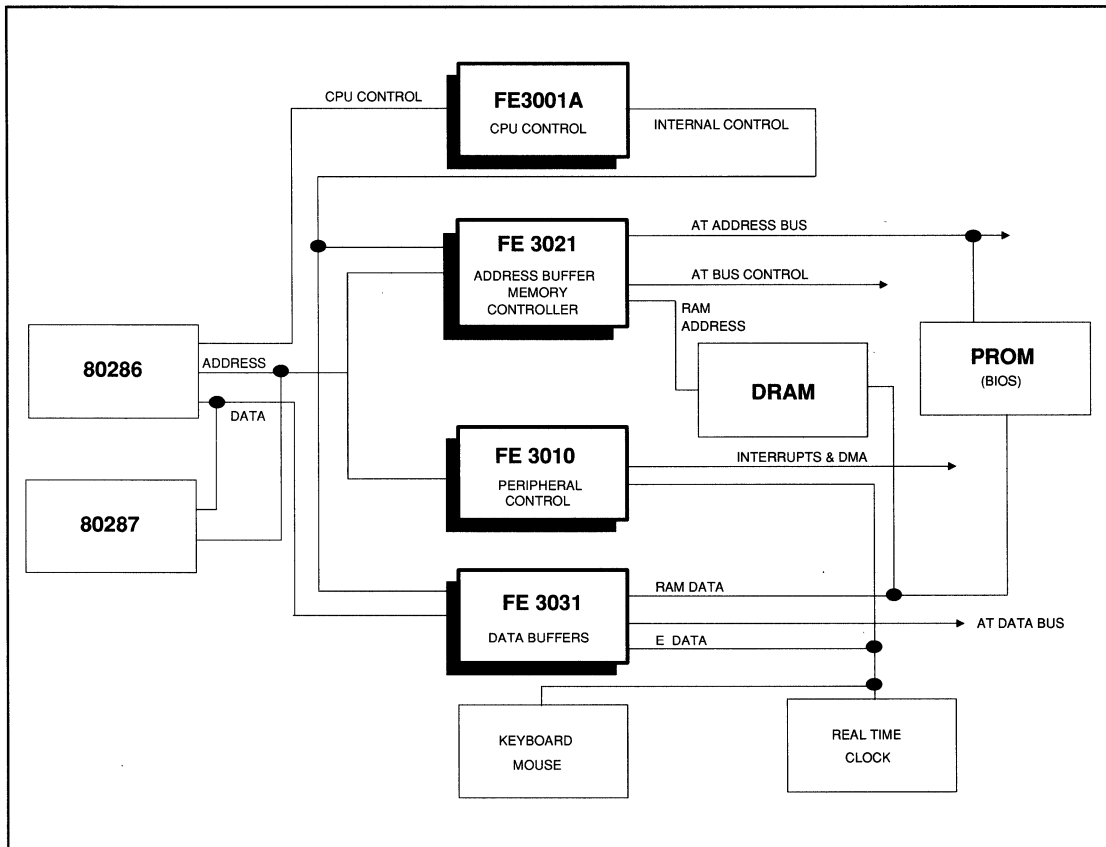 CPU CONTROL
FE3001A
CPU CONTROL
INTERNAL CONTROL
FE 3021
ADDRESS BUFFER
MEMORY
CONTROLLER
AT ADDRESS BUS
AT BUS CONTROL
RAM
ADDRESS
80286
ADDRESS
DATA
DRAM
PROM
(BIOS)
80287
FE 3010
PERIPHERAL
CONTROL
INTERRUPTS & DMA
FE 3031
DATA BUFFERS
RAM DATA
AT DATA BUS
E DATA
KEYBOARD
MOUSE
REAL TIME
CLOCK